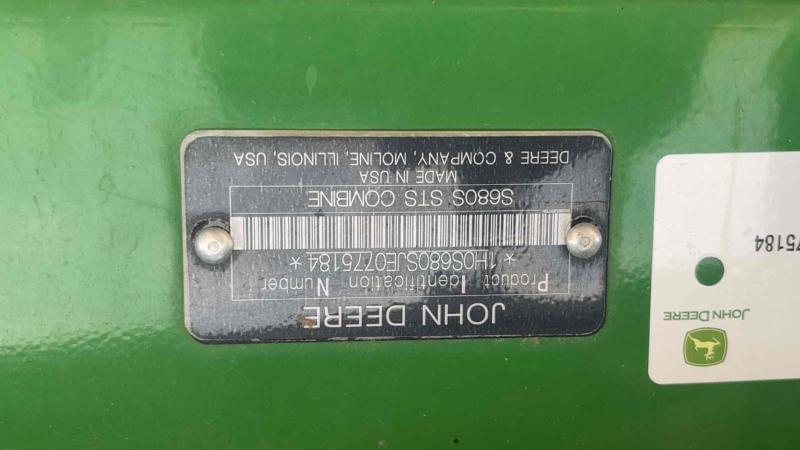 JOHN DEERE
Product Identification Number
*1H0S680SJE0775184*
S680S STS COMBINE
MADE IN USA
DEERE & COMPANY, MOLINE, ILLINOIS, USA
JOHN DEERE
75184